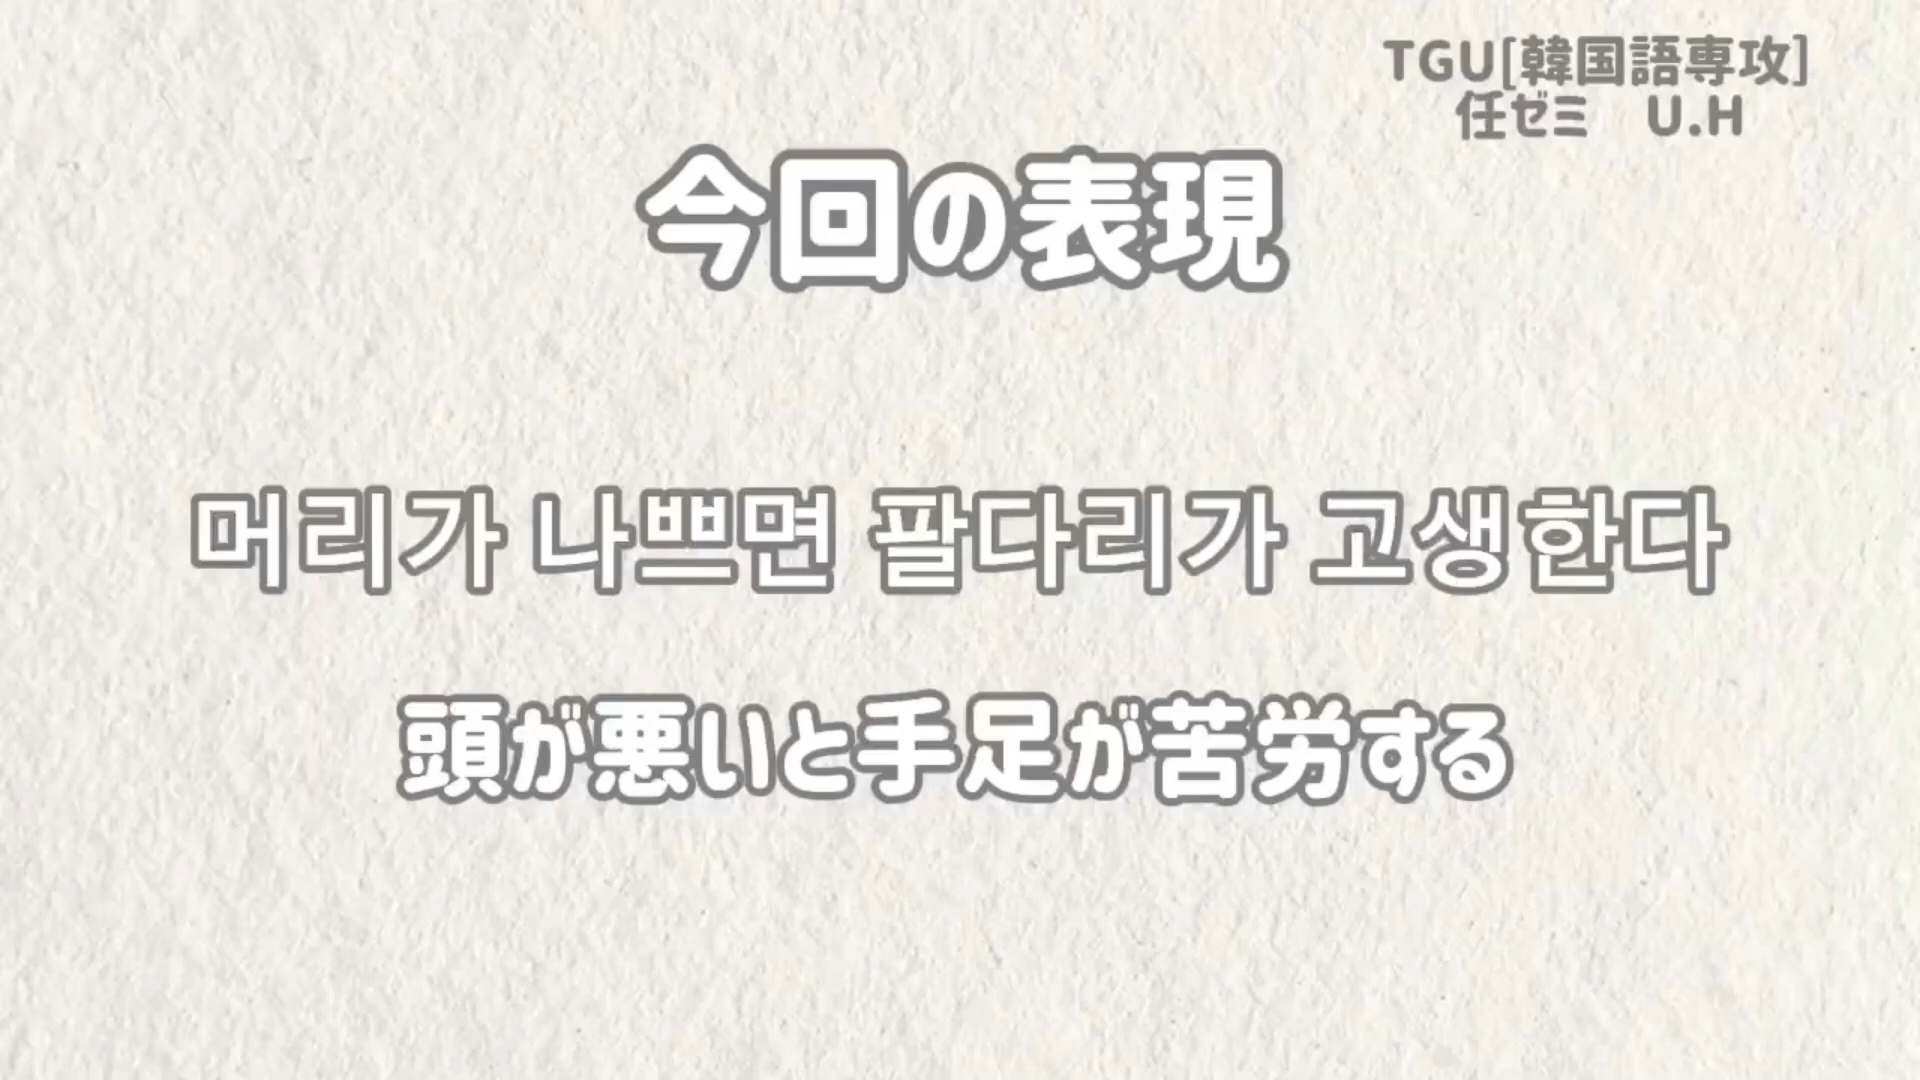 TGU[韓国語専攻]
任ゼミ　U.H
今回の表現
머리가 나쁘면 팔다리가 고생한다
頭が悪いと手足が苦労する